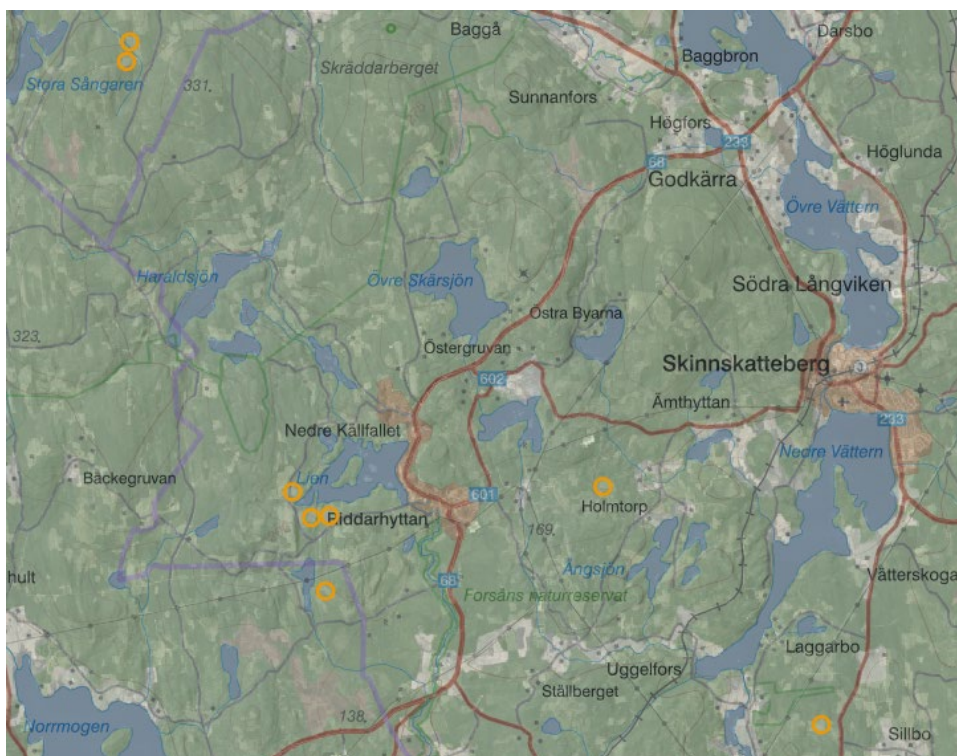 Baggå
Darsbo
Baggbron
Skräddarberget
Stora Sångaren
331.
Sunnanfors
Högfors
233
Höglunda
68
Godkärra
Övre Vättern
Haraldsjön
Övre Skärsjön
Södra Långviken
Östra Byarna
323.
Östergruvan
Skinnskatteberg
602
Ämthyttan
233
Nedre Källfallet
Nedre Vättern
Bäckegruvan
Lien
601
Holmtorp
Riddarhyttan
169.
Ångsjön
Vätterskoga
hult
68
Forsåns naturreservat
Laggarbo
Uggelfors
Ställberget
Norrmogen
138.
Sillbo